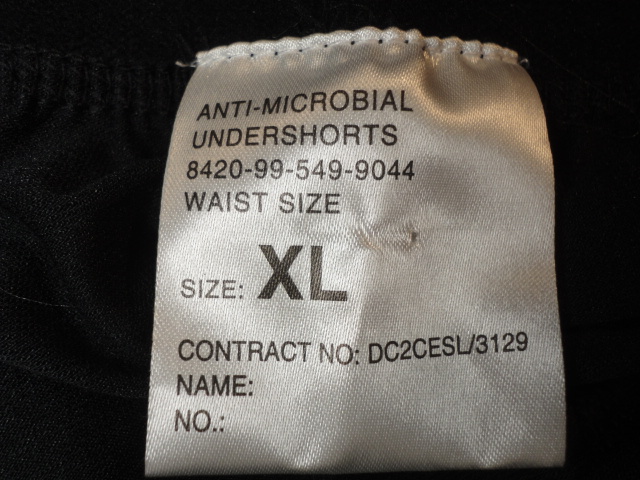 ANTI-MICROBIAL
UNDERSHORTS
8420-99-549-9044
WAIST SIZE
SIZE: XL
CONTRACT NO: DC2CESL/3129
NAME:
NO.: